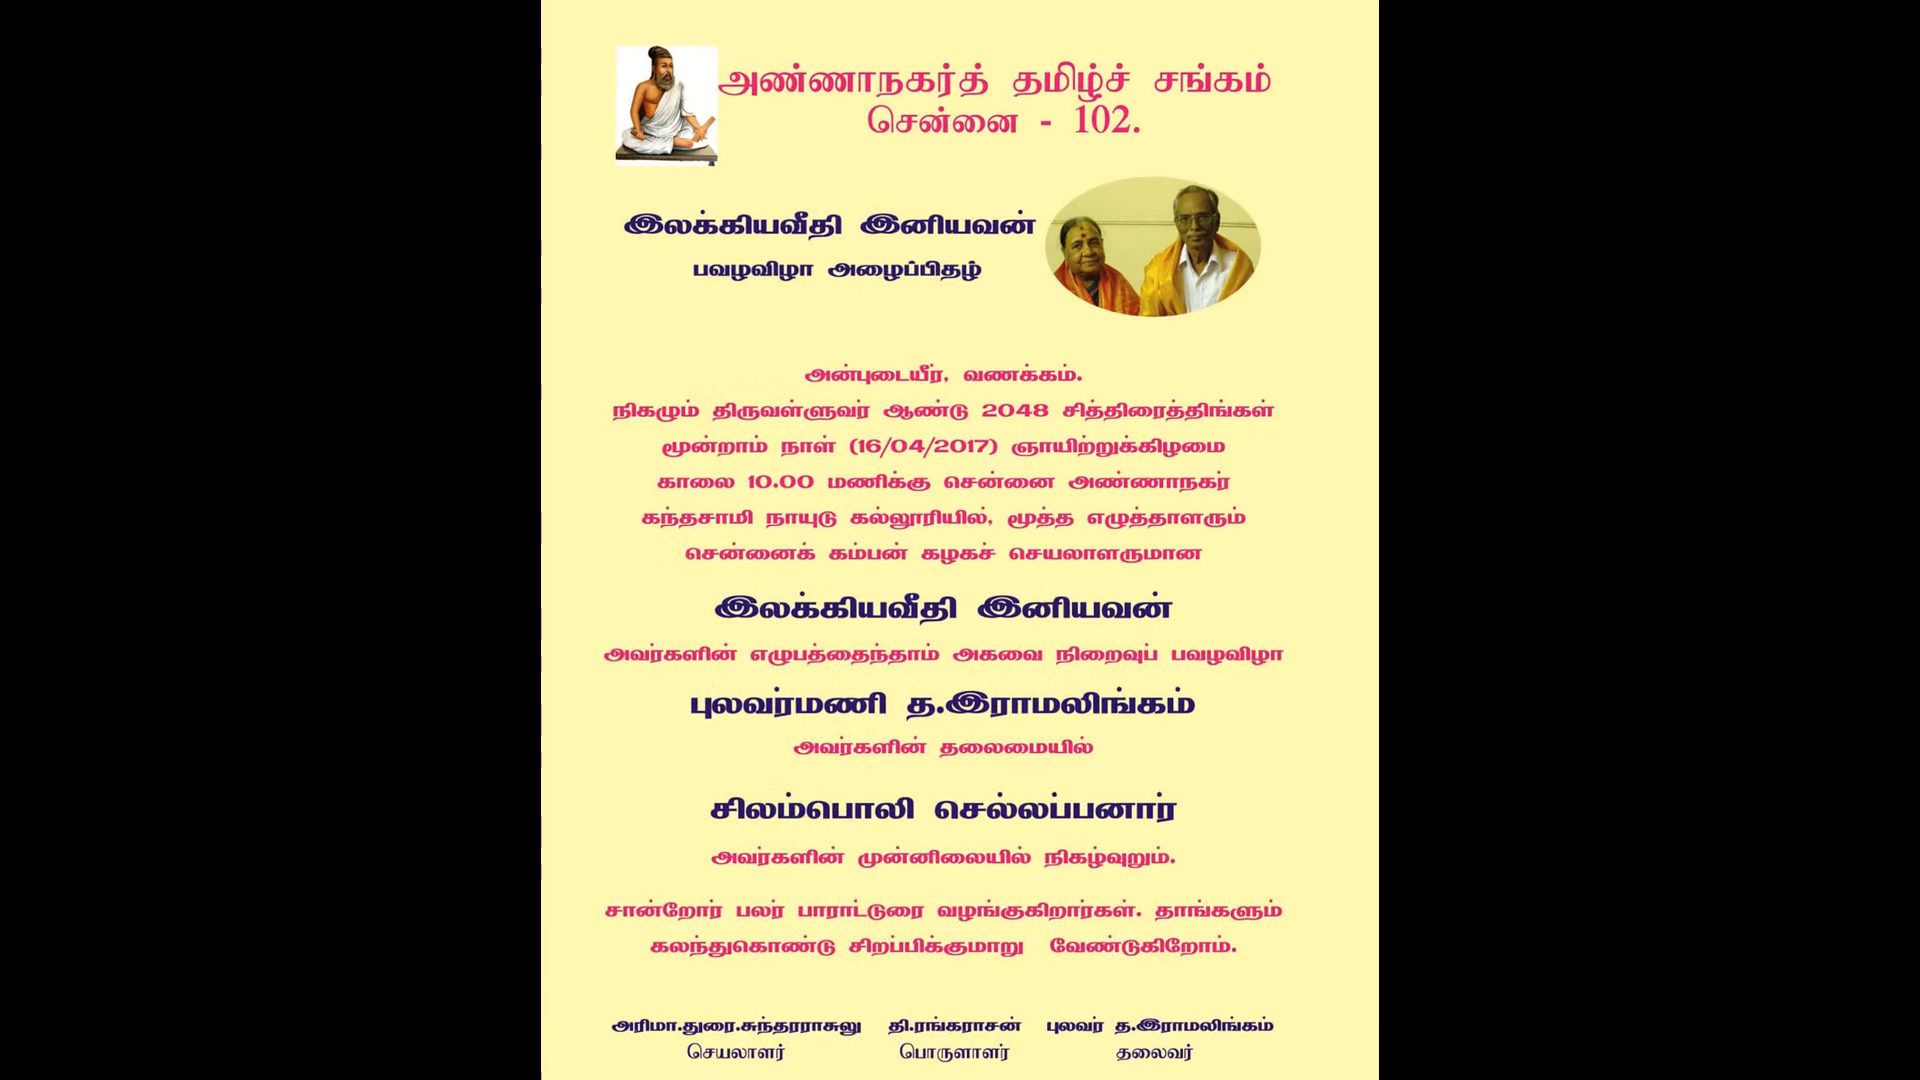 அண்ணாநகர்த் தமிழ்ச் சங்கம்
சென்னை - 102.
இலக்கியவீதி இனியவன்
பவழவிழா அழைப்பிதழ்
அன்புடையீர், வணக்கம்.
நிகழும் திருவள்ளுவர் ஆண்டு 2048 சித்திரைத்திங்கள்
மூன்றாம் நாள் (16/04/2017) ஞாயிற்றுக்கிழமை
காலை 10.00 மணிக்கு சென்னை அண்ணாநகர்
கந்தசாமி நாயுடு கல்லூரியில், மூத்த எழுத்தாளரும்
சென்னைக் கம்பன் கழகச் செயலாளருமான
இலக்கியவீதி இனியவன்
அவர்களின் எழுபத்தைந்தாம் அகவை நிறைவுப் பவழவிழா
புலவர்மணி த.இராமலிங்கம்
அவர்களின் தலைமையில்
சிலம்பொலி செல்லப்பனார்
அவர்களின் முன்னிலையில் நிகழ்வுறும்.
சான்றோர் பலர் பாராட்டுரை வழங்குகிறார்கள். தாங்களும்
கலந்துகொண்டு சிறப்பிக்குமாறு வேண்டுகிறோம்.
அரிமா.துரை.சுந்தரராசுலு தி.ரங்கராசன் புலவர் த.இராமலிங்கம்
செயலாளர் பொருளாளர் தலைவர்